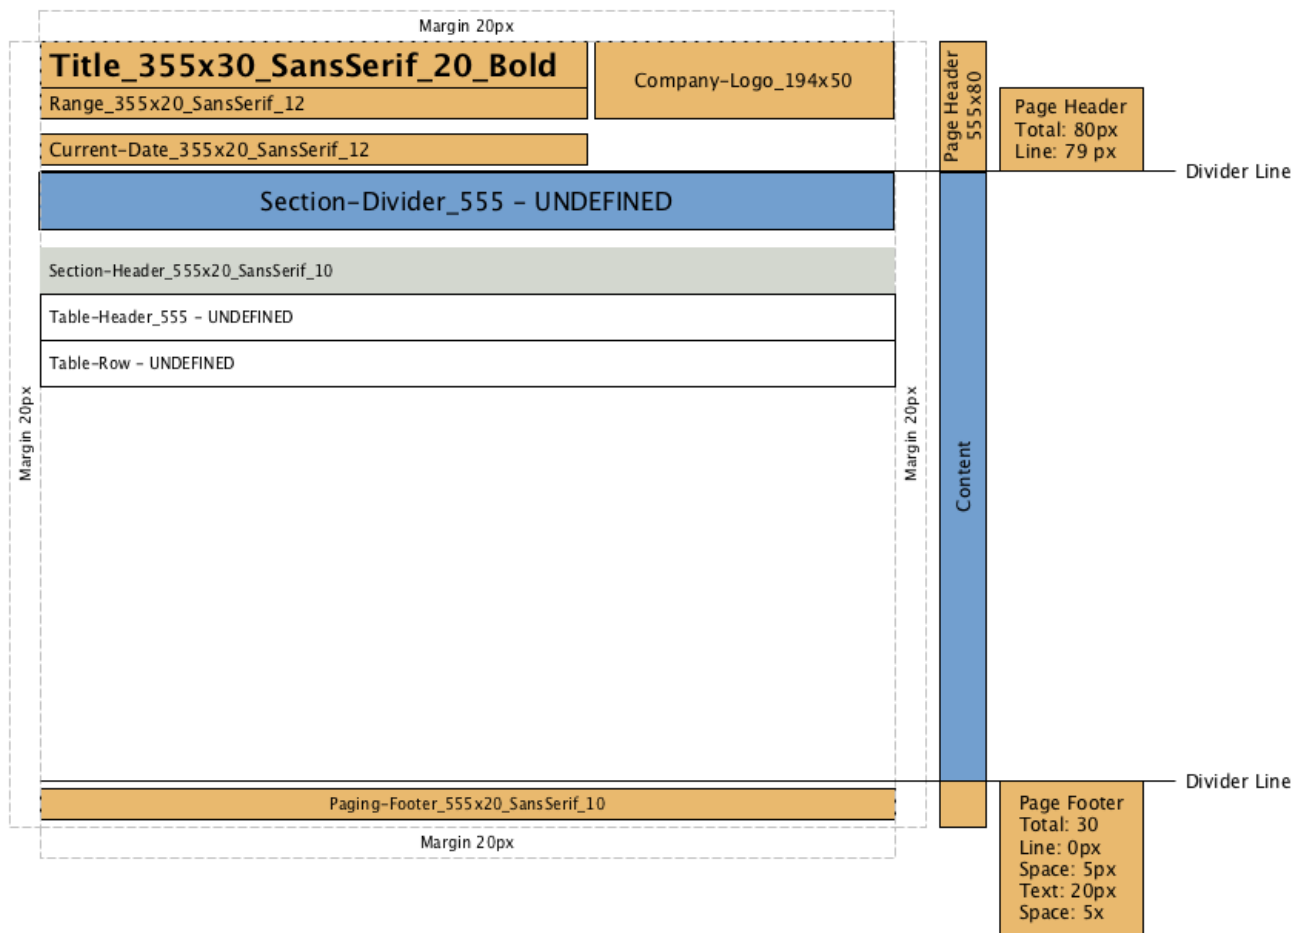 Margin 20px
Title_355x30_SansSerif_20_Bold
Range_355x20_SansSerif_12
Company-Logo_194x50
Current-Date_355x20_SansSerif_12
Page Header
555x80
Page Header
Total: 80px
Line: 79 px
Divider Line
Section-Divider_555 - UNDEFINED
Section-Header_555x20_SansSerif_10
Table-Header_555 - UNDEFINED
Table-Row - UNDEFINED
Margin 20px
Margin 20px
Content
Divider Line
Paging-Footer_555x20_SansSerif_10
Margin 20px
Page Footer
Total: 30
Line: 0px
Space: 5px
Text: 20px
Space: 5x